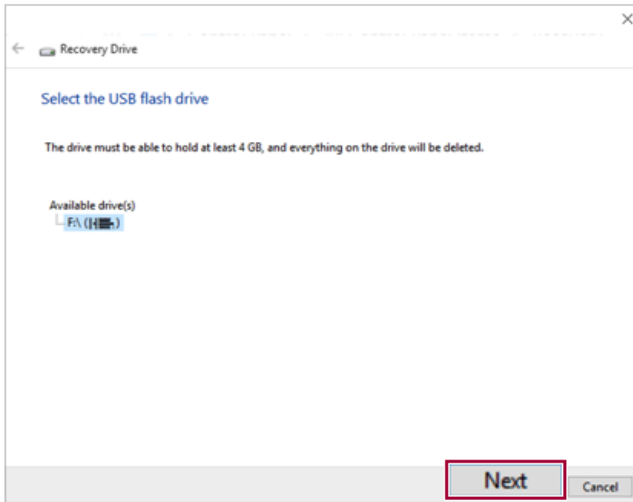 Recovery Drive
Select the USB flash drive
The drive must be able to hold at least 4 GB, and everything on the drive will be deleted.
Available drive(s)
F:\ ( )
Next
Cancel